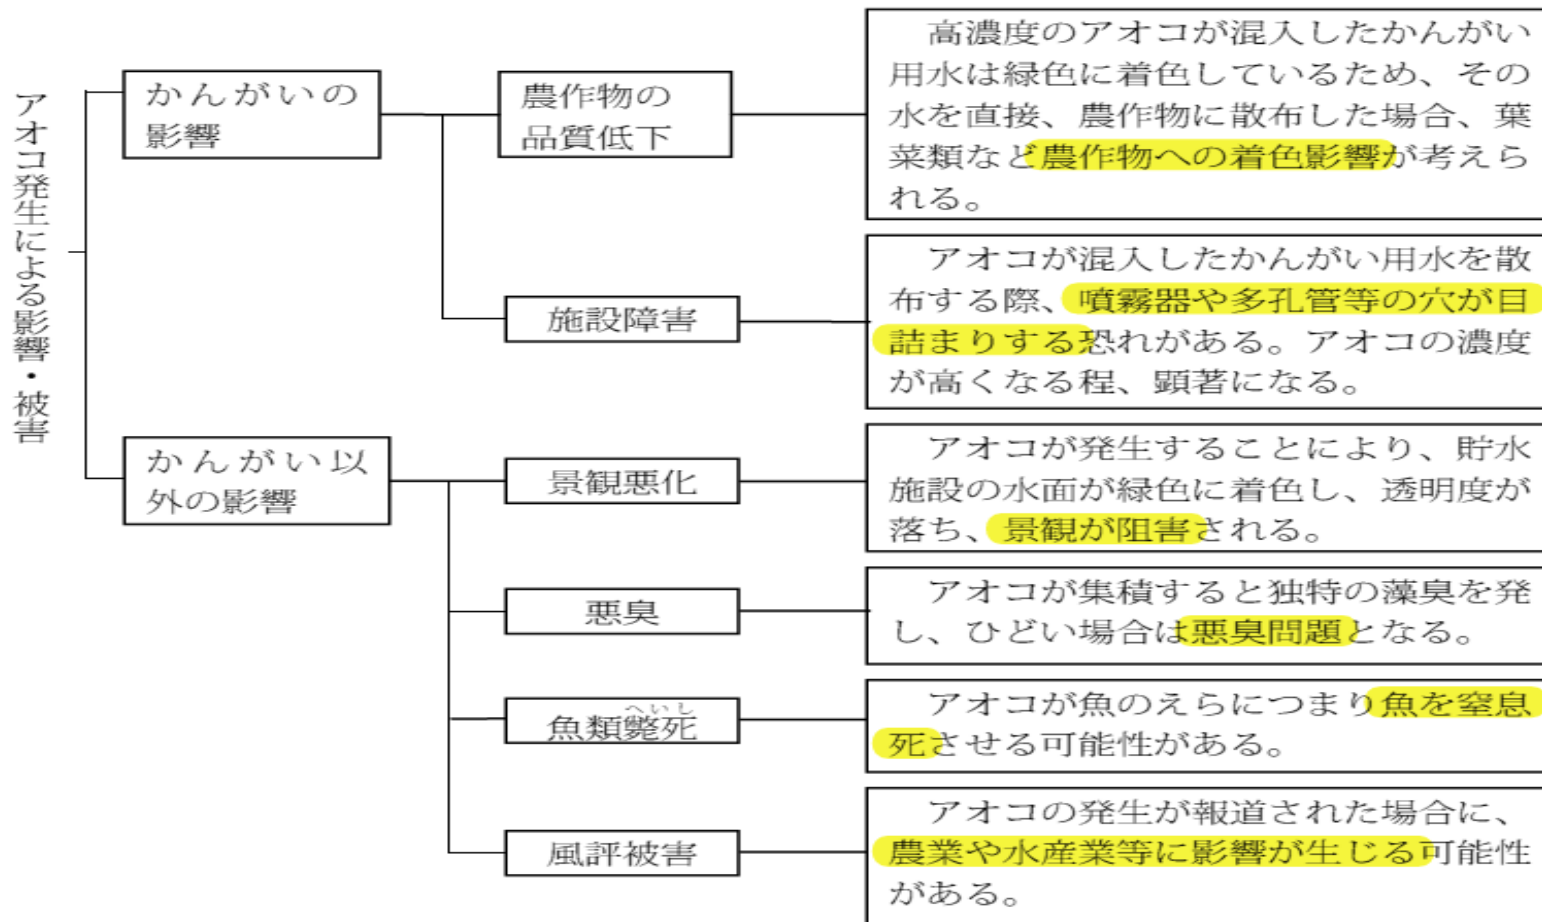 アオコ発生による影響・被害
かんがいの
影響
農作物の
品質低下
高濃度のアオコが混入したかんがい
用水は緑色に着色しているため、その
水を直接、農作物に散布した場合、葉
菜類など農作物への着色影響が考えら
れる。
施設障害
アオコが混入したかんがい用水を散
布する際、噴霧器や多孔管等の穴が目
詰まりする恐れがある。アオコの濃度
が高くなる程、顕著になる。
かんがい以
外の影響
景観悪化
アオコが発生することにより、貯水
施設の水面が緑色に着色し、透明度が
落ち、景観が阻害される。
悪臭
アオコが集積すると独特の藻臭を発
し、ひどい場合は悪臭問題となる。
へいし
魚類斃死
アオコが魚のえらにつまり魚を窒息
死させる可能性がある。
風評被害
アオコの発生が報道された場合に、
農業や水産業等に影響が生じる可能性
がある。